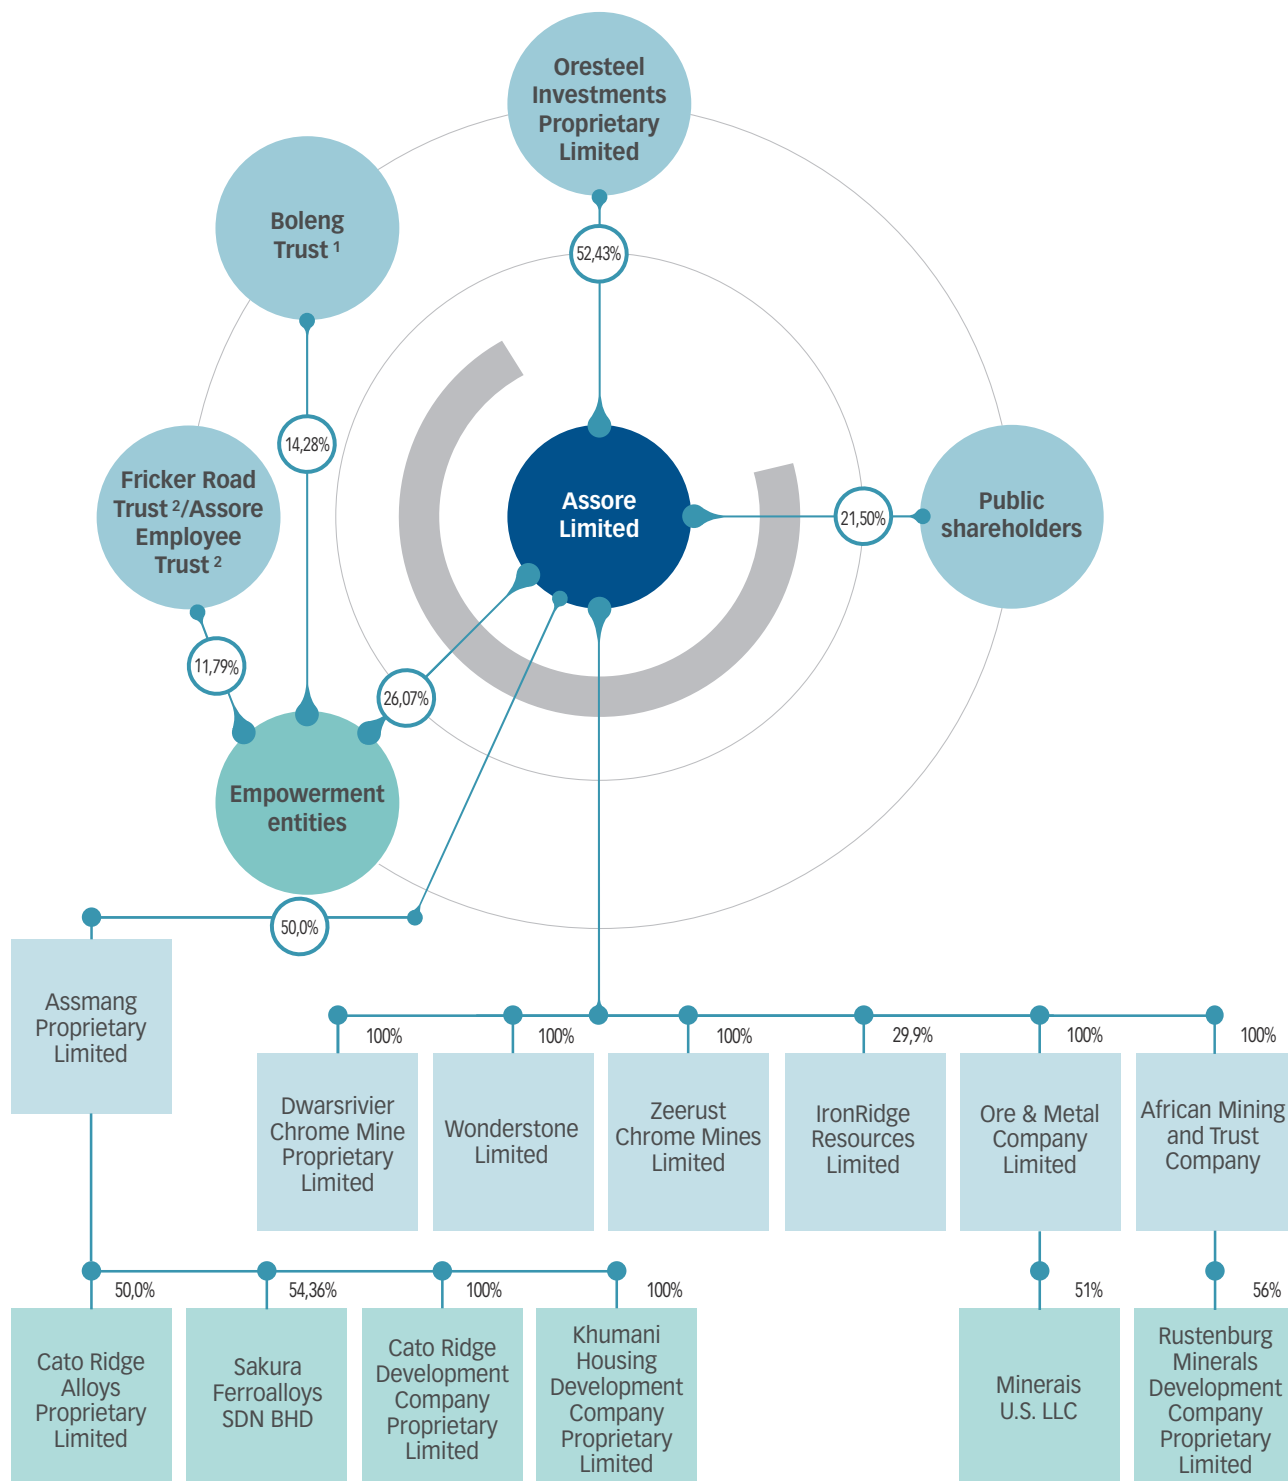 Oresteel
Investments
Proprietary
Limited
Boleng
Trust 1
52,43%
14,28%
Fricker Road
Trust 2/Assore
Employee
Trust 2
Assore
Limited
21,50%
Public
shareholders
11,79%
26,07%
Empowerment
entities
50,0%
Assmang
Proprietary
Limited
100%
100%
100%
29,9%
100%
100%
Dwarsrivier
Chrome Mine
Proprietary
Limited
Wonderstone
Limited
Zeerust
Chrome Mines
Limited
IronRidge
Resources
Limited
Ore & Metal
Company
Limited
African Mining
and Trust
Company
50,0%
54,36%
100%
100%
51%
56%
Cato Ridge
Alloys
Proprietary
Limited
Sakura
Ferroalloys
SDN BHD
Cato Ridge
Development
Company
Proprietary
Limited
Khumani
Housing
Development
Company
Proprietary
Limited
Minerais
U.S. LLC
Rustenburg
Minerals
Development
Company
Proprietary
Limited